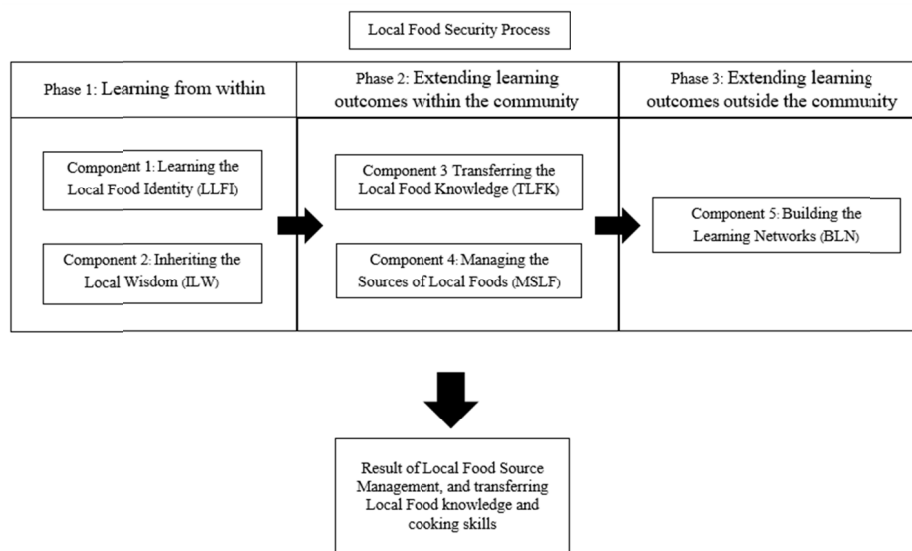 Local Food Security Process
Phase 1: Learning from within
Phase 2: Extending learning
outcomes within the community
Phase 3: Extending learning
outcomes outside the community
Component 1: Learning the
Local Food Identity (LLFI)
Component 2: Inheriting the
Local Wisdom (ILW)
Component 3 Transferring the
Local Food Knowledge (TLFK)
Component 4: Managing the
Sources of Local Foods (MSLF)
Component 5: Building the
Learning Networks (BLN)
Result of Local Food Source
Management, and transferring
Local Food knowledge and
cooking skills